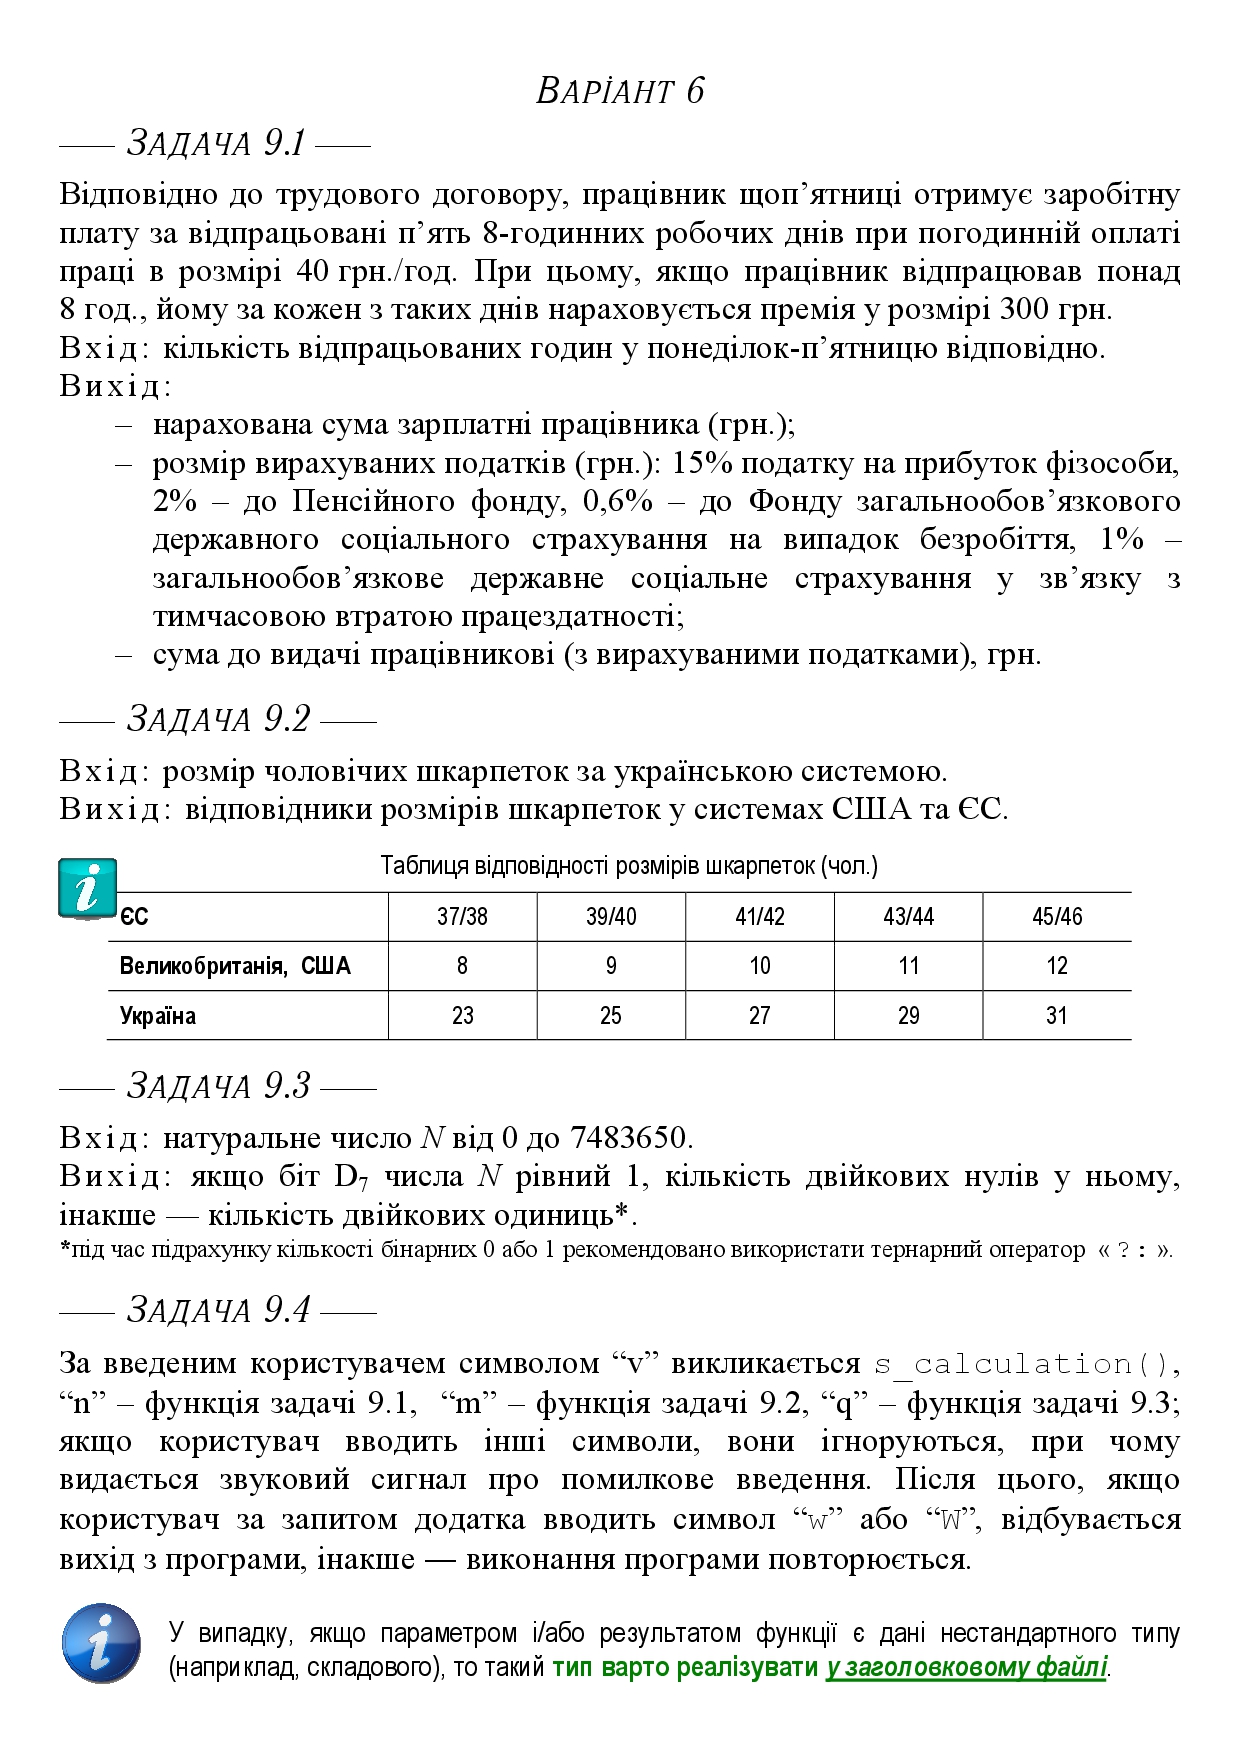 ВАРІАНТ 6
ЗАДАЧА 9.1
Відповідно до трудового договору, працівник щоп’ятниці отримує заробітну
плату за відпрацьовані п’ять 8-годинних робочих днів при погодинній оплаті
праці в розмірі 40 грн./год. При цьому, якщо працівник відпрацював понад
8 год., йому за кожен з таких днів нараховується премія у розмірі 300 грн.
Вхід: кількість відпрацьованих годин у понеділок-п’ятницю відповідно.
Вихід:
– нарахована сума зарплатні працівника (грн.);
– розмір вирахуваних податків (грн.): 15% податку на прибуток фізособи,
2% – до Пенсійного фонду, 0,6% – до Фонду загальнообов’язкового
державного соціального страхування на випадок безробіття, 1% –
загальнообов’язкове державне соціальне страхування у зв’язку з
тимчасовою втратою працездатності;
– сума до видачі працівникові (з вирахуваними податками), грн.
ЗАДАЧА 9.2
Вхід: розмір чоловічих шкарпеток за українською системою.
Вихід: відповідники розмірів шкарпеток у системах США та ЄС.
Таблиця відповідності розмірів шкарпеток (чол.)
ЄС 37/38 39/40 41/42 43/44 45/46
Великобританія, США 8 9 10 11 12
Україна 23 25 27 29 31
ЗАДАЧА 9.3
Вхід: натуральне число N від 0 до 7483650.
Вихід: якщо біт D7 числа N рівний 1, кількість двійкових нулів у ньому,
інакше — кількість двійкових одиниць*.
*під час підрахунку кількості бінарних 0 або 1 рекомендовано використати тернарний оператор « ? : ».
ЗАДАЧА 9.4
За введеним користувачем символом “v” викликається s_calculation(),
“n” – функція задачі 9.1, “m” – функція задачі 9.2, “q” – функція задачі 9.3;
якщо користувач вводить інші символи, вони ігноруються, при чому
видається звуковий сигнал про помилкове введення. Після цього, якщо
користувач за запитом додатка вводить символ “w” або “W”, відбувається
вихід з програми, інакше — виконання програми повторюється.
У випадку, якщо параметром і/або результатом функції є дані нестандартного типу
(наприклад, складового), то такий тип варто реалізувати у заголовковому файлі.